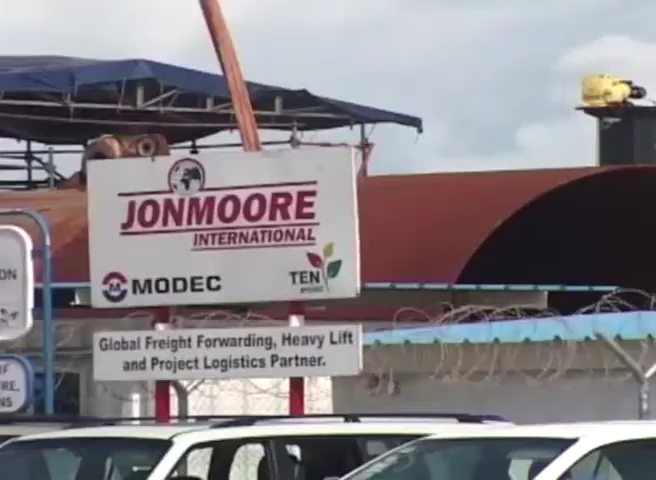 JONMOORE
INTERNATIONAL
M MODEC
TEN
Global Freight Forwarding, Heavy Lift
and Project Logistics Partner.